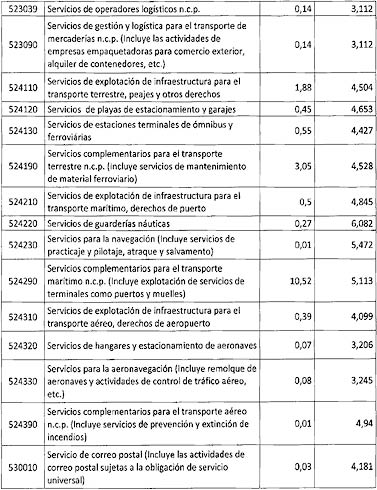 523039 Servicios de operadores logísticos n.c.p. 0,14 3,112
Servicios de gestión y logística para el transporte de
523090 mercaderías n.c.p. (Incluye las actividades de 0,14 3,112
empresas empaquetadoras para comercio exterior,
alquiler de contenedores, etc.)
524110 Servicios de explotación de infraestructura para el 1,88 4,504
transporte terrestre, peajes y otros derechos
524120 Servicios de playas de estacionamiento y garajes 0,45 4,653
524130 Servicios de estaciones terminales de ómnibus y 0,55 4,427
ferroviárias
Servicios complementarios para el transporte
524190 terrestre n.c.p. (Incluye servicios de mantenimiento 3,05 4,528
de material ferroviario)
524210 Servicios de explotación de infraestructura para el 0,5 4,845
transporte marítimo, derechos de puerto
524220 Servicios de guarderías náuticas 0,27 6,082
524230 Servicios para la navegación (Incluye servicios de 0,01 5,472
practicaje y pilotaje, atraque y salvamento)
Servicios complementarios para el transporte
524290 marítimo n.c.p. (Incluye explotación de servicios de 10,52 5,113
terminales como puertos y muelles)
524310 Servicios de explotación de infraestructura para el 0,39 4,099
transporte aéreo, derechos de aeropuerto
524320 Servicios de hangares y estacionamiento de aeronaves 0,07 3,206
Servicios para la aeronavegación (Incluye remolque de
524330 aeronaves y actividades de control de tráfico aéreo, 0,08 3,245
etc.)
Servicios complementarios para el transporte aéreo
524390 n.c.p. (Incluye servicios de prevención y extinción de 0,01 4,94
incendios)
Servicio de correo postal (Incluye las actividades de
530010 correo postal sujetas a la obligación de servicio 0,03 4,181
universal)